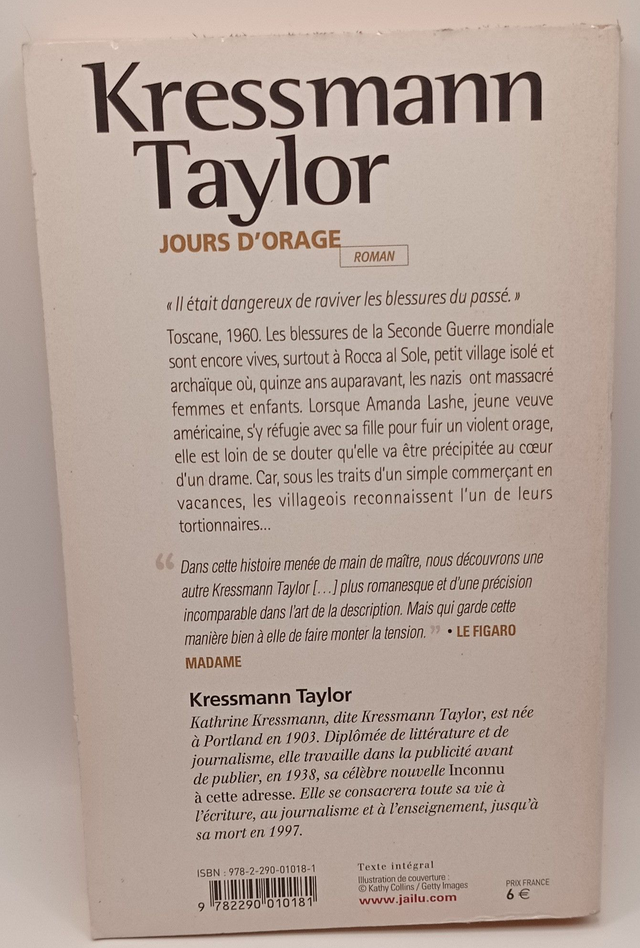 Kressmann
Taylor
JOURS D'ORAGE
ROMAN
« Il était dangereux de raviver les blessures du passé. »
Toscane, 1960. Les blessures de la Seconde Guerre mondiale
sont encore vives, surtout à Rocca al Sole, petit village isolé et
archaïque où, quinze ans auparavant, les nazis ont massacré
femmes et enfants. Lorsque Amanda Lashe, jeune veuve
américaine, s'y réfugie avec sa fille pour fuir un violent orage,
elle est loin de se douter qu'elle va être précipitée au cœur
d'un drame. Car, sous les traits d'un simple commerçant en
vacances, les villageois reconnaissent l'un de leurs
tortionnaires...
“ Dans cette histoire menée de main de maître, nous découvrons une
autre Kressmann Taylor [...] plus romanesque et d'une précision
incomparable dans l'art de la description. Mais qui garde cette
manière bien à elle de faire monter la tension. ” • LE FIGARO
MADAME
Kressmann Taylor
Kathrine Kressmann, dite Kressmann Taylor, est née
à Portland en 1903. Diplômée de littérature et de
journalisme, elle travaille dans la publicité avant
de publier, en 1938, sa célèbre nouvelle Inconnu
à cette adresse. Elle se consacrera toute sa vie à
l'écriture, au journalisme et à l'enseignement, jusqu'à
sa mort en 1997.
ISBN : 978-2-290-01018-1
9 782290 010181
Texte intégral
Illustration de couverture :
© Kathy Collins / Getty Images
www.jailu.com
PRIX FRANCE
6 €